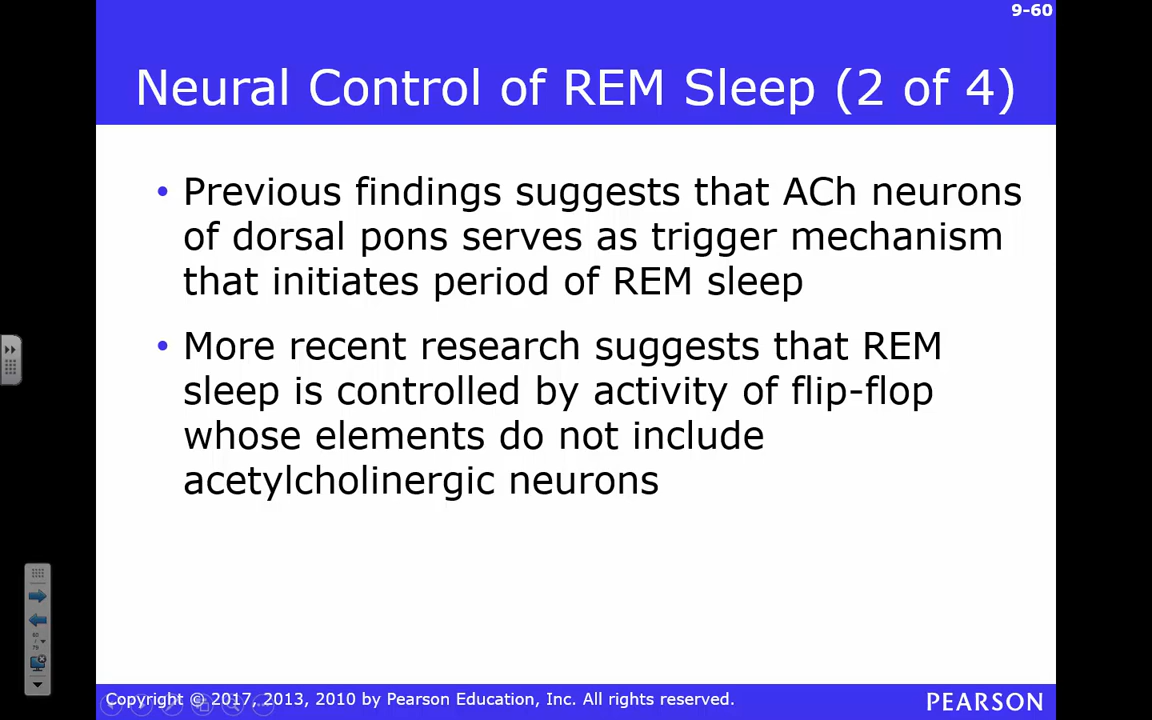 9-60
Neural Control of REM Sleep (2 of 4)
• Previous findings suggests that ACh neurons
of dorsal pons serves as trigger mechanism
that initiates period of REM sleep
• More recent research suggests that REM
sleep is controlled by activity of flip-flop
whose elements do not include
acetylcholinergic neurons
60
/
79
Copyright © 2017, 2013, 2010 by Pearson Education, Inc. All rights reserved.
PEARSON